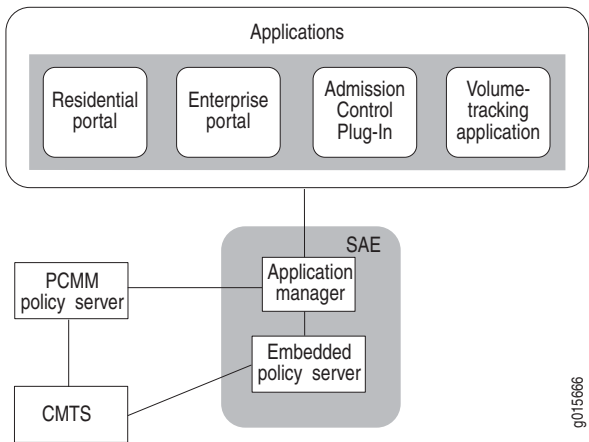 Applications
Residential
portal
Enterprise
portal
Admission
Control
Plug-In
Volume-
tracking
application
SAE
Application
manager
PCMM
policy server
Embedded
policy server
CMTS
g015666